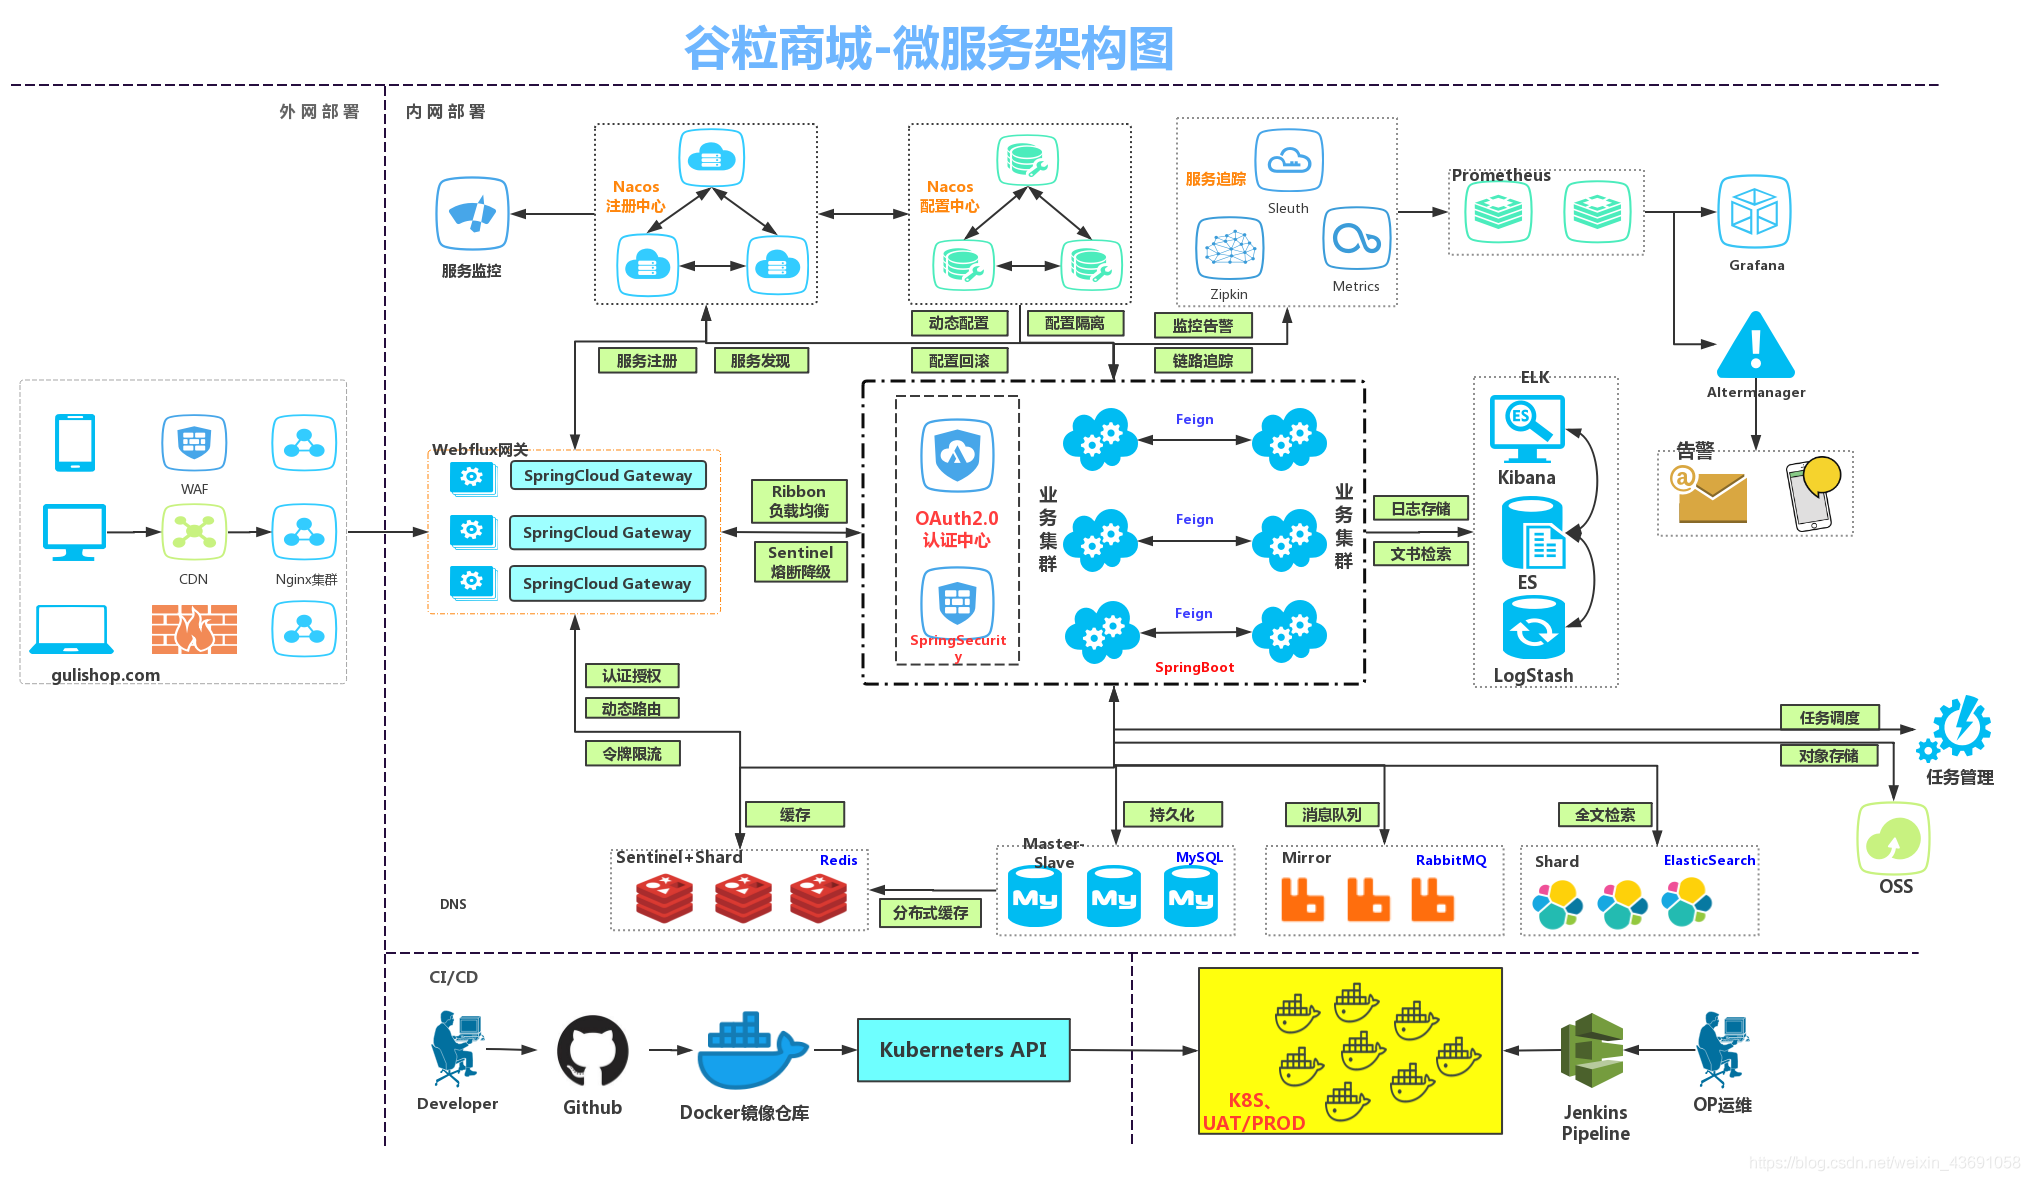 谷粒商城-微服务架构图
外网部署
内网部署
Nacos
注册中心
Nacos
配置中心
服务追踪
Sleuth
Zipkin
Metrics
Prometheus
Grafana
服务监控
动态配置
配置隔离
监控告警
服务注册
服务发现
配置回滚
链路追踪
Altermanager
告警
@
WAF
CDN
Nginx集群
gulishop.com
Webflux网关
SpringCloud Gateway
SpringCloud Gateway
SpringCloud Gateway
Ribbon
负载均衡
Sentinel
熔断降级
OAuth2.0
认证中心
SpringSecurit
y
业务集群
Feign
Feign
Feign
业务集群
SpringBoot
日志存储
文书检索
ELK
ES
Kibana
ES
LogStash
认证授权
动态路由
令牌限流
任务调度
对象存储
任务管理
OSS
缓存
持久化
消息队列
全文检索
Sentinel+Shard
Redis
Master-
Slave
MySQL
My
My
My
Mirror
RabbitMQ
Shard
ElasticSearch
分布式缓存
DNS
CI/CD
Developer
Github
Docker镜像仓库
Kuberneters API
K8S、
UAT/PROD
Jenkins
Pipeline
OP运维
https://blog.csdn.net/weixin_43691058